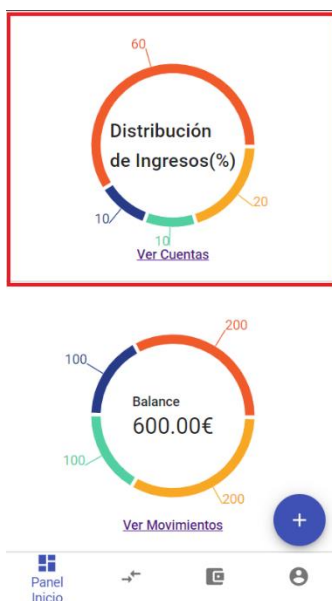 60
Distribución
de Ingresos(%)
10
20
10
Ver Cuentas
200
100
Balance
600.00€
100
200
Ver Movimientos
+
Panel
Inicio